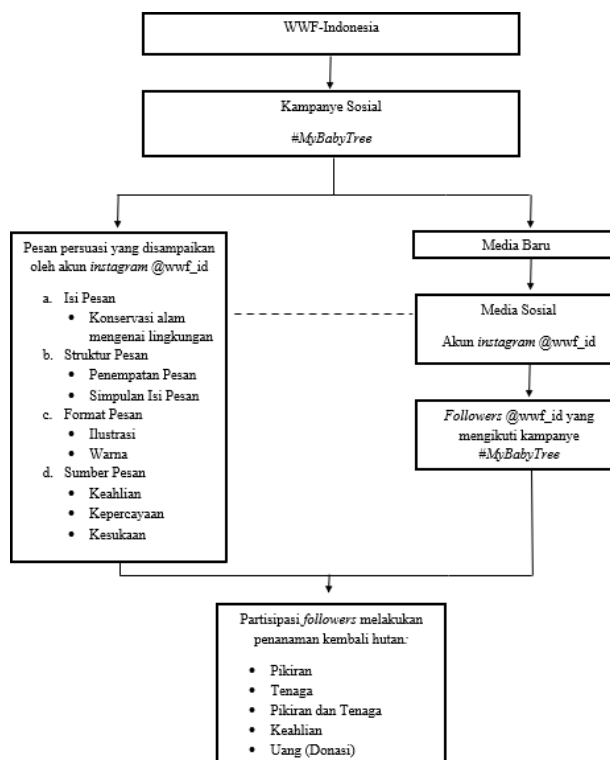 WWF-Indonesia
Kampanye Sosial
#MyBabyTree
Pesan persuasi yang disampaikan
oleh akun instagram @wwf_id
a. Isi Pesan
• Konservasi alam
mengenai lingkungan
b. Struktur Pesan
• Penempatan Pesan
• Simpulan Isi Pesan
c. Format Pesan
• Ilustrasi
• Warna
d. Sumber Pesan
• Keahlian
• Kepercayaan
• Kesukaan
Media Baru
Media Sosial
Akun instagram @wwf_id
Followers @wwf_id yang
mengikuti kampanye
#MyBabyTree
Partisipasi followers melakukan
penanaman kembali hutan:
• Pikiran
• Tenaga
• Pikiran dan Tenaga
• Keahlian
• Uang (Donasi)